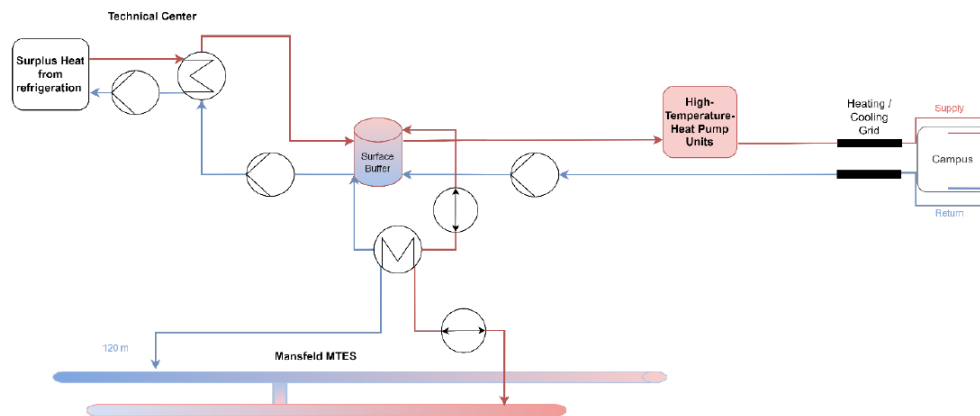 Technical Center
Surplus Heat
from
refrigeration
High-
Temperature-
Heat Pump
Units
Heating /
Cooling
Grid
Supply
Campus
Return
Surface
Buffer
120 m
Mansfeld MTES